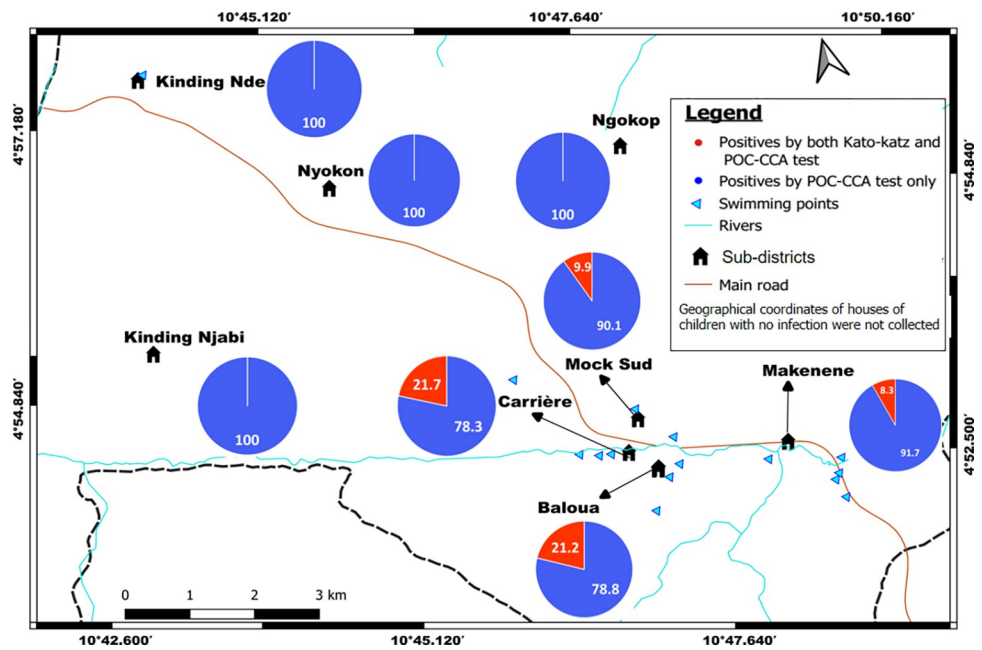 10°45.120′ 10°47.640′ 10°50.160′
4°57.180′
4°54.840′
4°54.840′
4°52.500′
Kinding Nde
100
Nyokon
100
Ngokop
100
Legend
Positives by both Kato-katz and
POC-CCA test
Positives by POC-CCA test only
Swimming points
Rivers
Sub-districts
Main road
Geographical coordinates of houses of
children with no infection were not collected
9.9
90.1
Mock Sud
Kinding Njabi
100
21.7
78.3
Carrière
Makenene
8.3
91.7
Baloua
21.2
78.8
0 1 2 3 km
10°42.600′ 10°45.120′ 10°47.640′